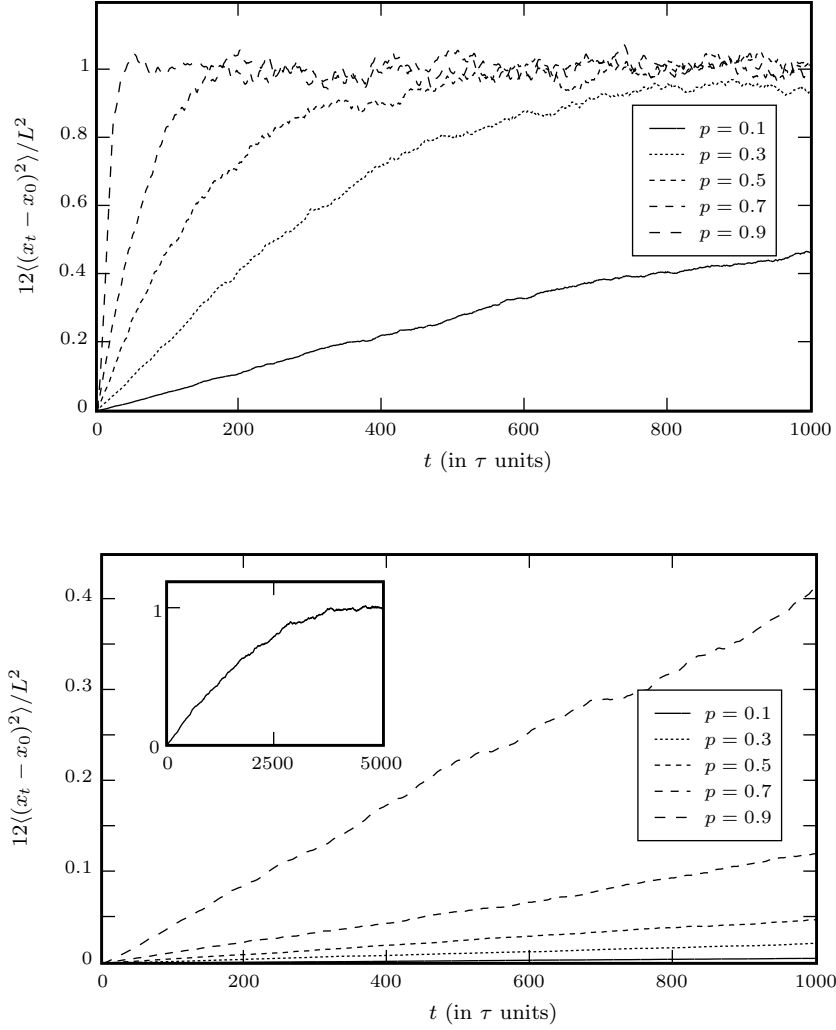 12⟨(x_t − x_0)^2⟩/L^2
1
0.8
0.6
0.4
0.2
0
p = 0.1
p = 0.3
p = 0.5
p = 0.7
p = 0.9
0 200 400 600 800 1000
t (in τ units)
12⟨(x_t − x_0)^2⟩/L^2
0.4
0.3
0.2
0.1
0
1
0
0 2500 5000
p = 0.1
p = 0.3
p = 0.5
p = 0.7
p = 0.9
0 200 400 600 800 1000
t (in τ units)